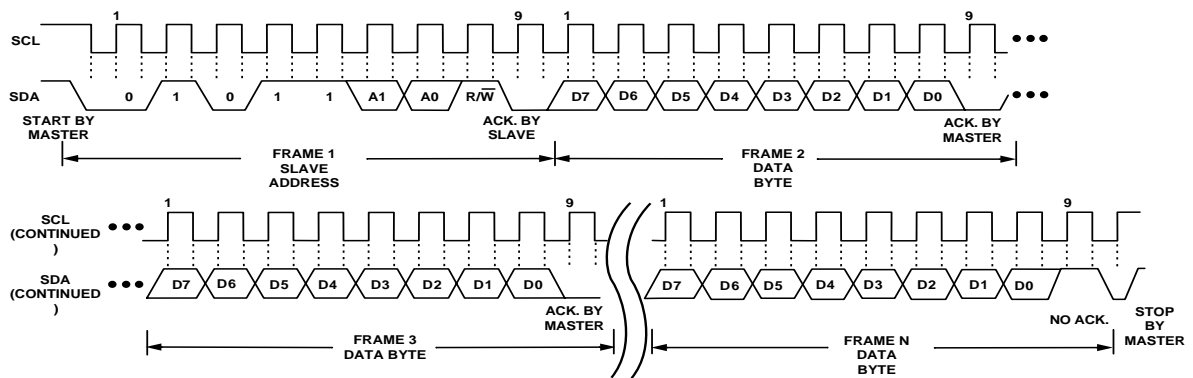 1 9 1 9
SCL
SDA 0 1 0 1 1 A1 A0 R/W̅ D7 D6 D5 D4 D3 D2 D1 D0
START BY
MASTER
ACK. BY
SLAVE
ACK. BY
MASTER
FRAME 1
SLAVE
ADDRESS
FRAME 2
DATA
BYTE
1 9 1 9
SCL
(CONTINUED
)
SDA
(CONTINUED
)
D7 D6 D5 D4 D3 D2 D1 D0 D7 D6 D5 D4 D3 D2 D1 D0
ACK. BY
MASTER
NO ACK.
STOP
BY
MASTER
FRAME 3
DATA BYTE
FRAME N
DATA
BYTE